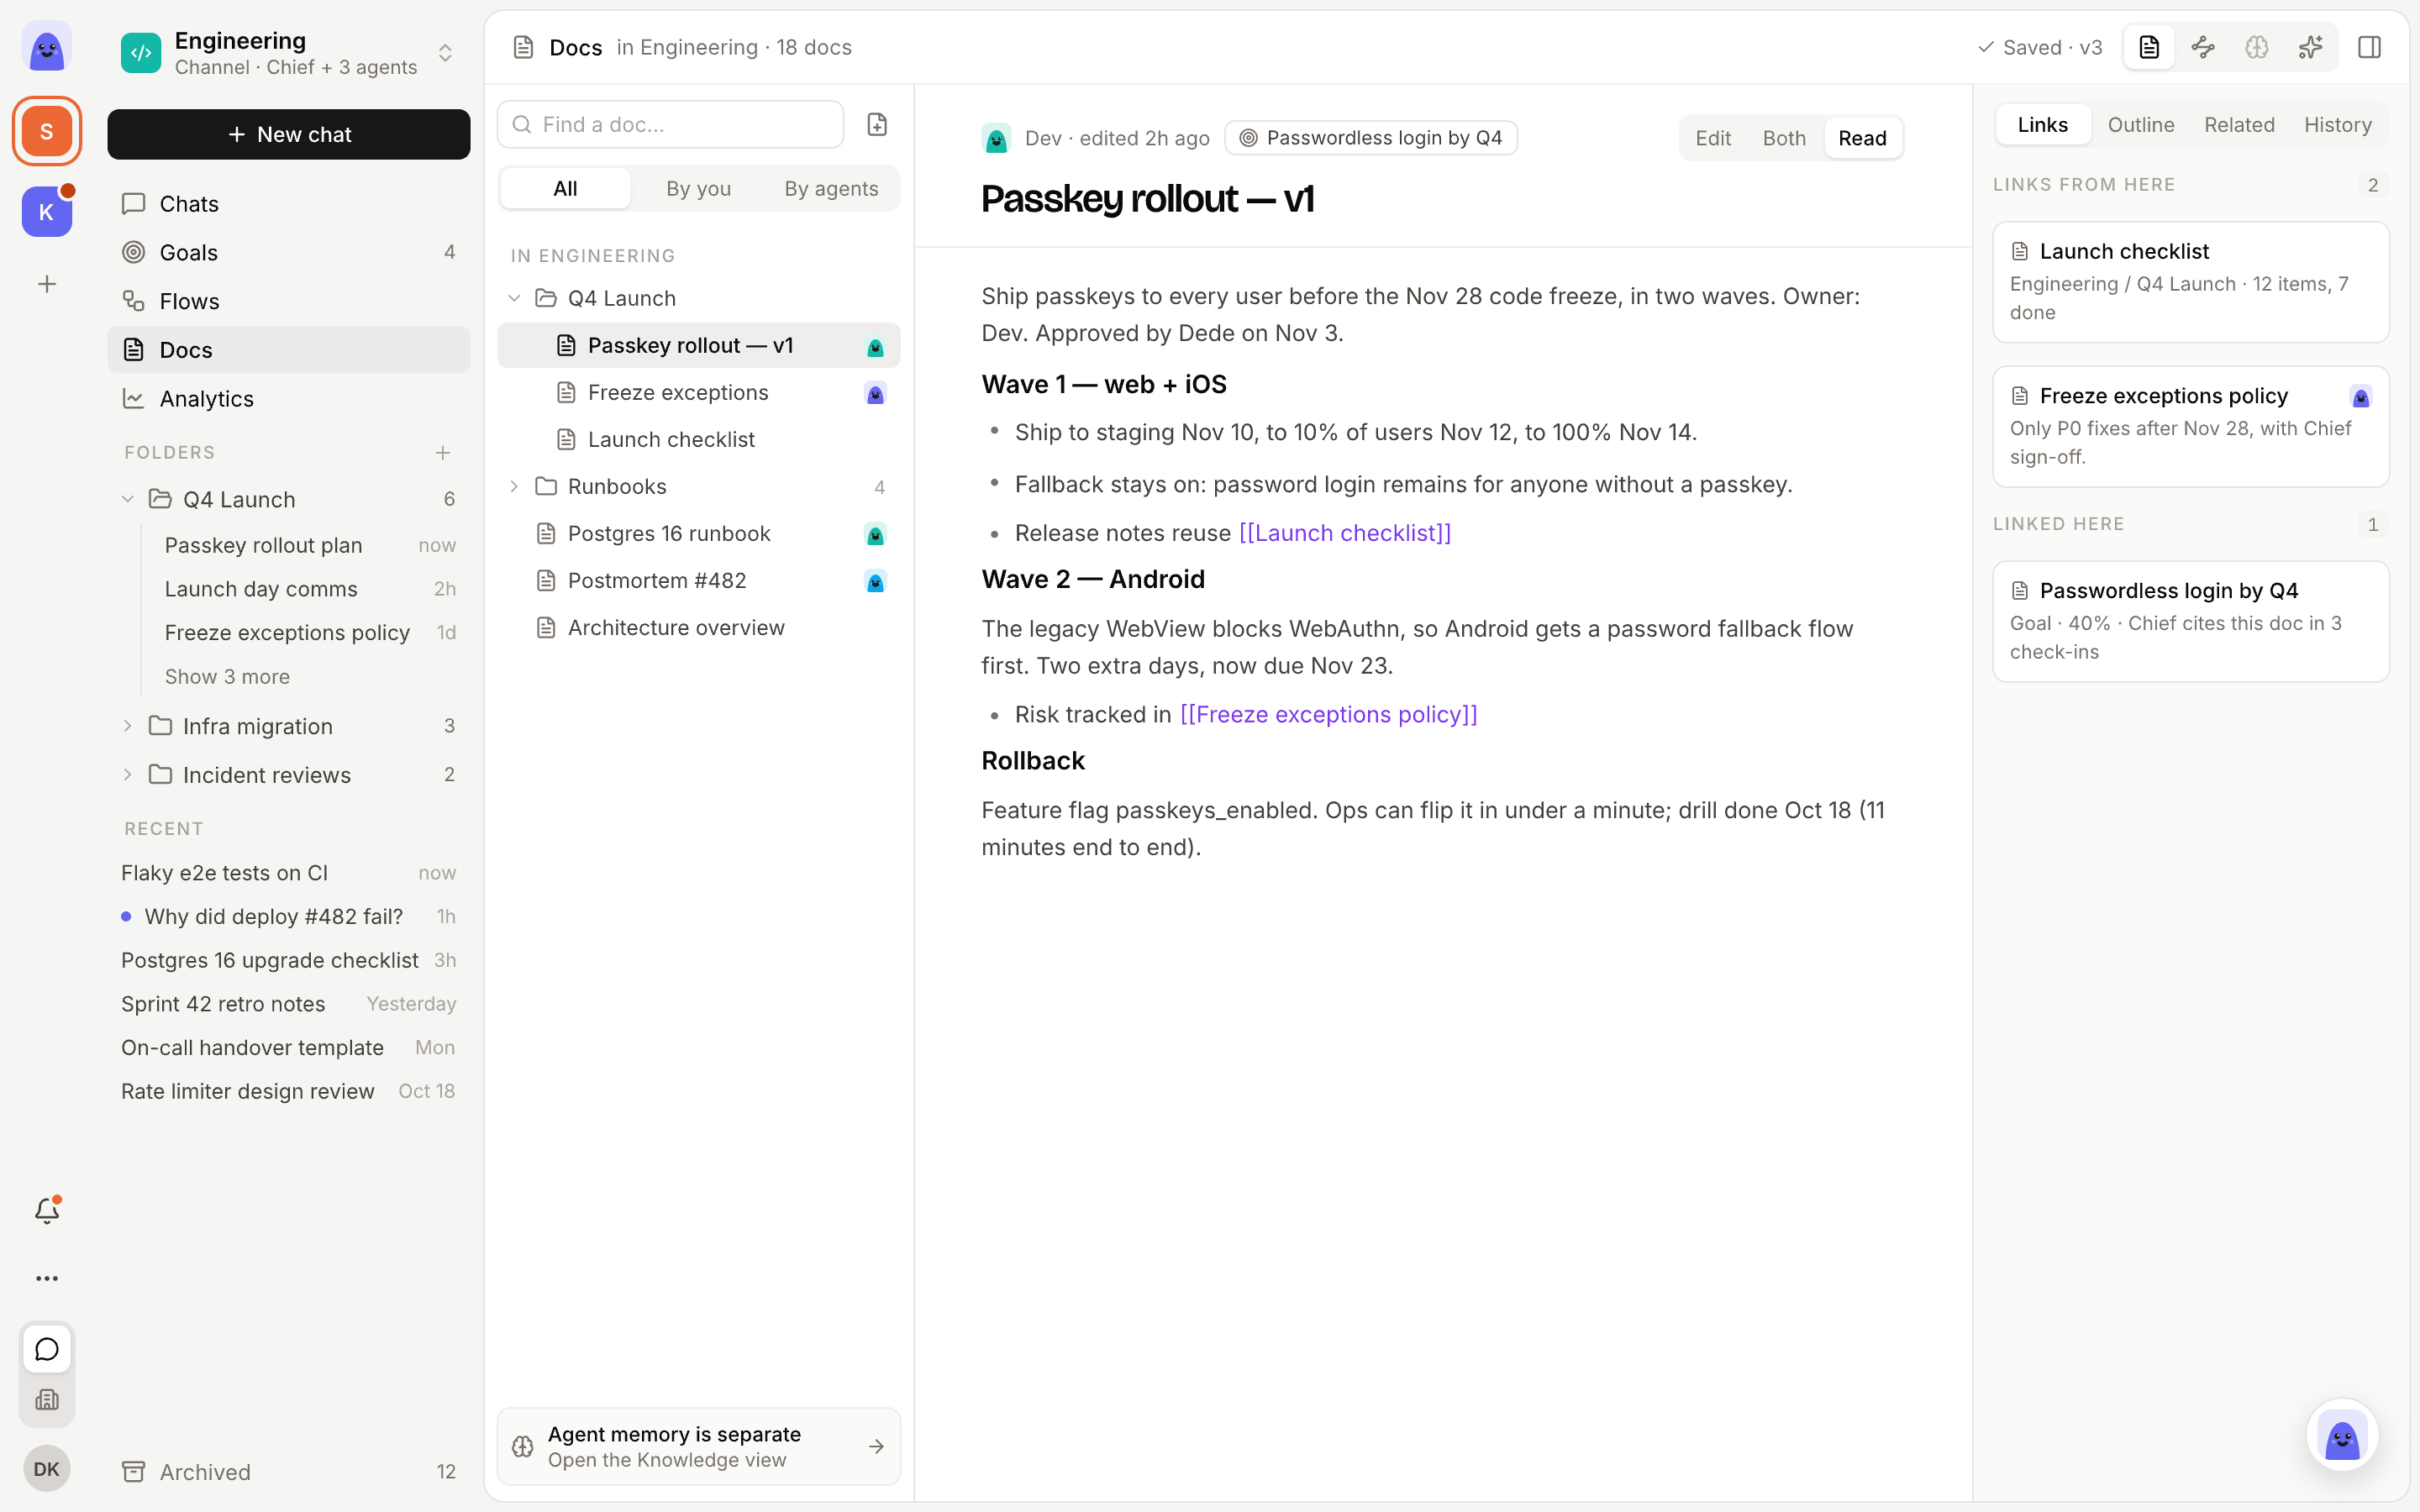 S
K
DK
Engineering
Channel · Chief + 3 agents
+ New chat
Chats
Goals 4
Flows
Docs
Analytics
FOLDERS
Q4 Launch 6
Passkey rollout plan now
Launch day comms 2h
Freeze exceptions policy 1d
Show 3 more
Infra migration 3
Incident reviews 2
RECENT
Flaky e2e tests on CI now
Why did deploy #482 fail? 1h
Postgres 16 upgrade checklist 3h
Sprint 42 retro notes Yesterday
On-call handover template Mon
Rate limiter design review Oct 18
Archived 12
Docs in Engineering · 18 docs
Saved · v3
Find a doc...
All By you By agents
IN ENGINEERING
Q4 Launch
Passkey rollout — v1
Freeze exceptions
Launch checklist
Runbooks 4
Postgres 16 runbook
Postmortem #482
Architecture overview
Agent memory is separate
Open the Knowledge view
Dev · edited 2h ago Passwordless login by Q4
Edit Both Read
Passkey rollout — v1
Ship passkeys to every user before the Nov 28 code freeze, in two waves. Owner:
Dev. Approved by Dede on Nov 3.
Wave 1 — web + iOS
• Ship to staging Nov 10, to 10% of users Nov 12, to 100% Nov 14.
• Fallback stays on: password login remains for anyone without a passkey.
• Release notes reuse [[Launch checklist]]
Wave 2 — Android
The legacy WebView blocks WebAuthn, so Android gets a password fallback flow
first. Two extra days, now due Nov 23.
• Risk tracked in [[Freeze exceptions policy]]
Rollback
Feature flag passkeys_enabled. Ops can flip it in under a minute; drill done Oct 18 (11
minutes end to end).
Links Outline Related History
LINKS FROM HERE 2
Launch checklist
Engineering / Q4 Launch · 12 items, 7
done
Freeze exceptions policy
Only P0 fixes after Nov 28, with Chief
sign-off.
LINKED HERE 1
Passwordless login by Q4
Goal · 40% · Chief cites this doc in 3
check-ins